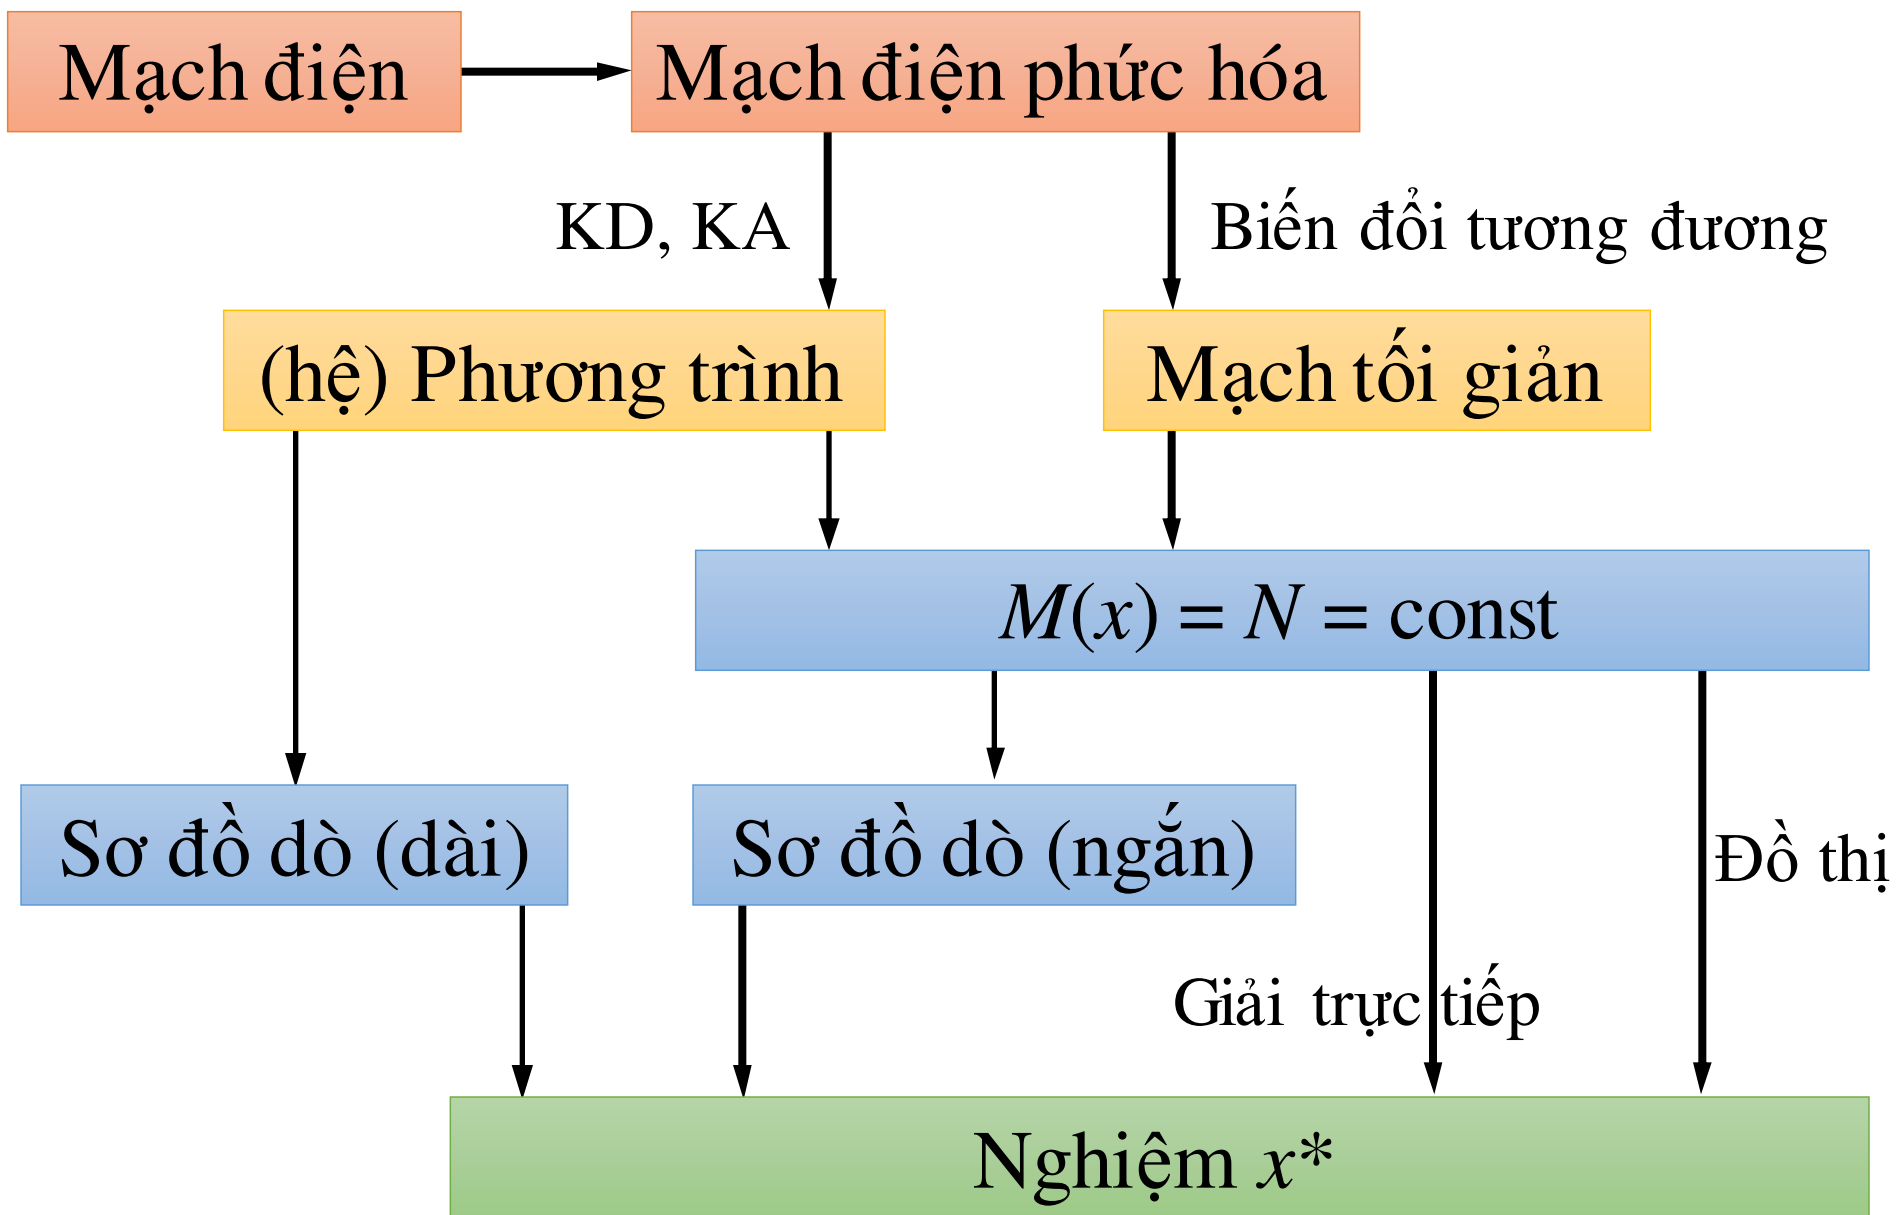 Mạch điện
Mạch điện phức hóa
KD, KA
Biến đổi tương đương
(hệ) Phương trình
Mạch tối giản
M(x) = N = const
Sơ đồ dò (dài)
Sơ đồ dò (ngắn)
Đồ thị
Giải trực tiếp
Nghiệm x*